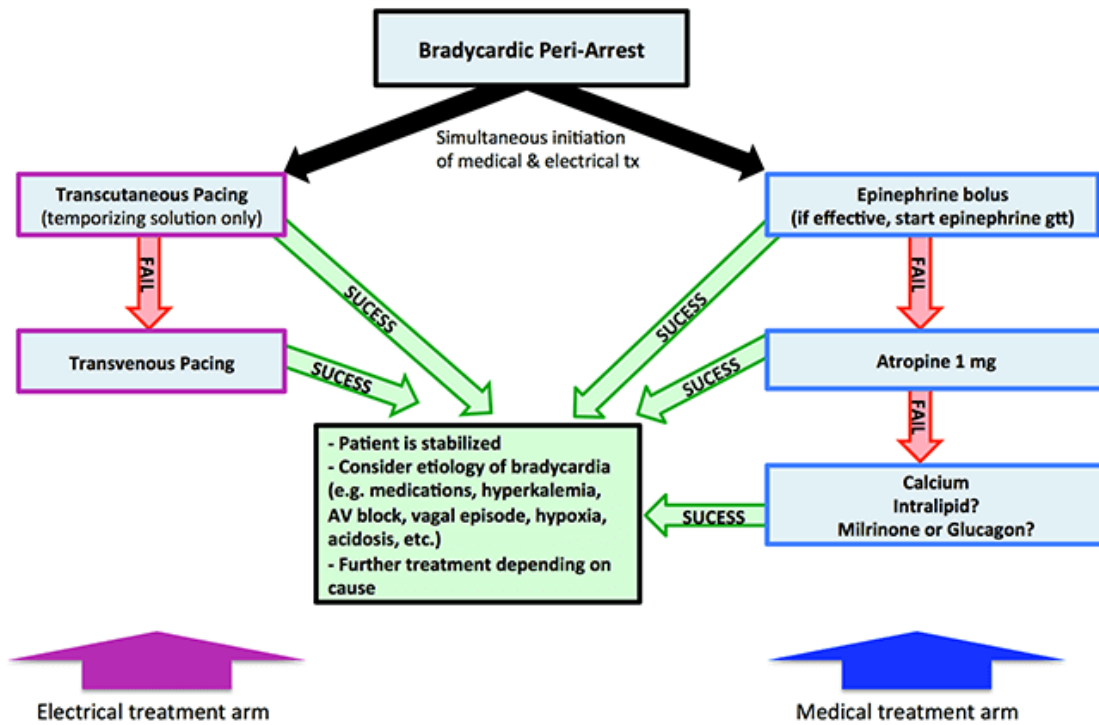 Bradycardic Peri-Arrest
Simultaneous initiation
of medical & electrical tx
Transcutaneous Pacing
(temporizing solution only)
Epinephrine bolus
(if effective, start epinephrine gtt)
FAIL
SUCESS
SUCESS
FAIL
Transvenous Pacing
SUCESS
SUCESS
Atropine 1 mg
FAIL
- Patient is stabilized
- Consider etiology of bradycardia
(e.g. medications, hyperkalemia,
AV block, vagal episode, hypoxia,
acidosis, etc.)
- Further treatment depending on
cause
SUCESS
Calcium
Intralipid?
Milrinone or Glucagon?
Electrical treatment arm
Medical treatment arm